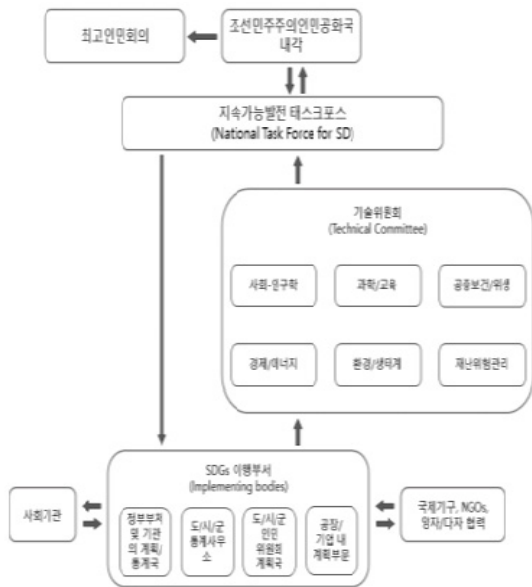 최고인민회의
조선민주주의인민공화국
내각
지속가능발전 태스크포스
(National Task Force for SD)
기술위원회
(Technical Committee)
사회-인구학
과학/교육
공중보건/위생
경제/에너지
환경/생태계
재난위험관리
SDGs 이행부서
(Implementing bodies)
사회기관
정부부처
및 기관
의 계획/
통계국
도/시/군
통계사무
소
도/시/군
인민
위원회
계획국
공장/
기업 내
계획부문
국제기구, NGOs,
양자/다자 협력